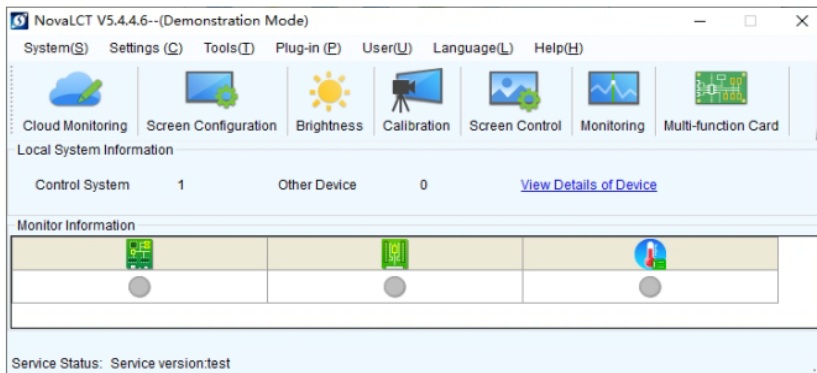 NovaLCT V5.4.4.6--(Demonstration Mode)
System(S) Settings (C) Tools(T) Plug-in (P) User(U) Language(L) Help(H)
Cloud Monitoring Screen Configuration Brightness Calibration Screen Control Monitoring Multi-function Card
Local System Information
Control System 1 Other Device 0 View Details of Device
Monitor Information
Service Status: Service version:test